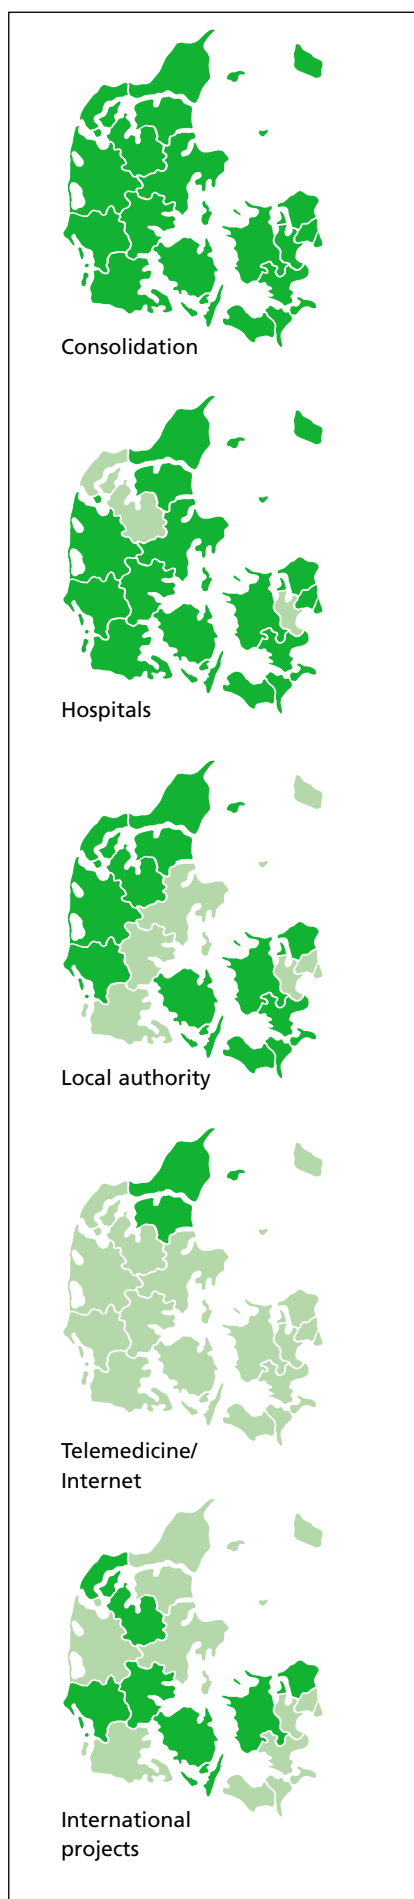 Consolidation
Hospitals
Local authority
Telemedicine/
Internet
International
projects